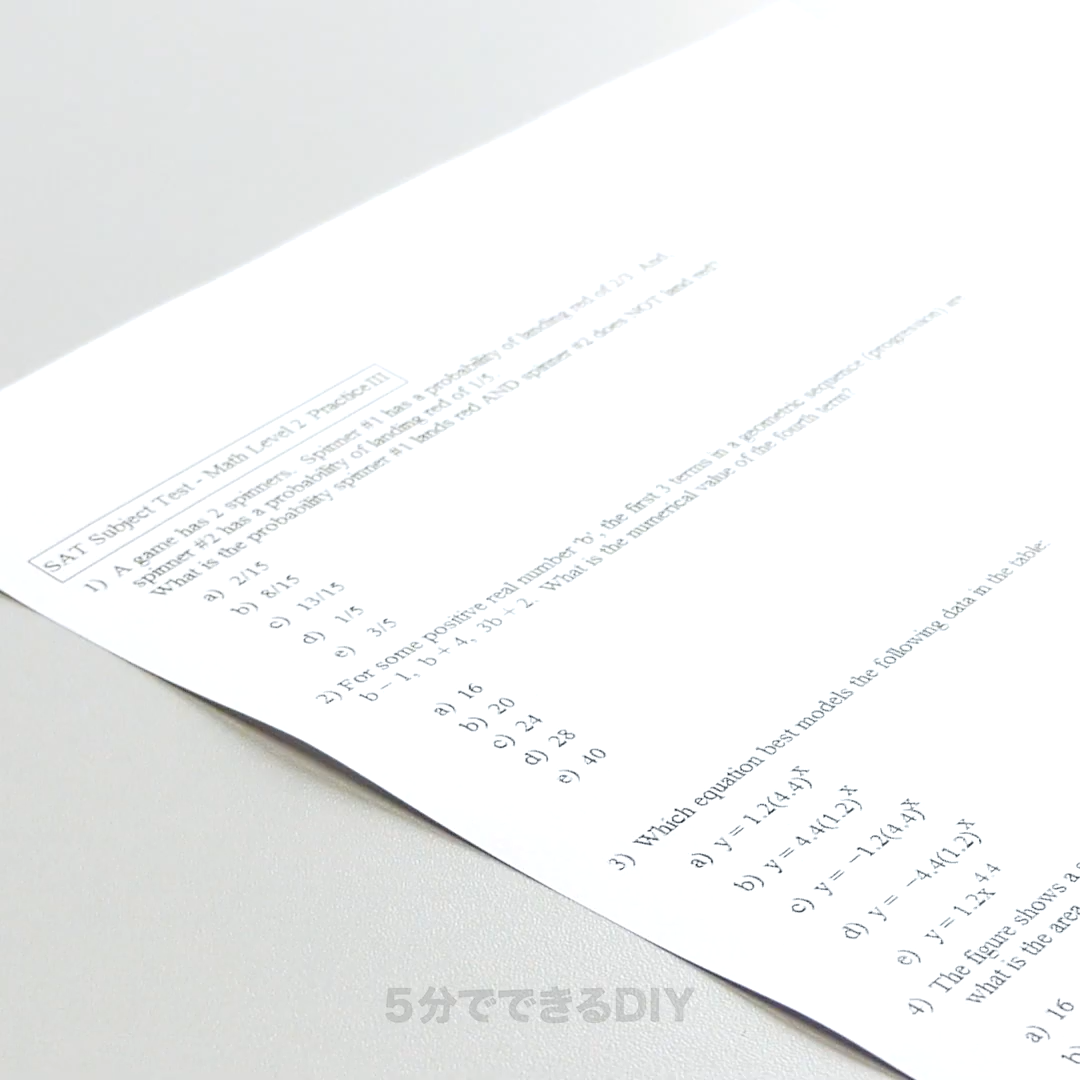 SAT Subject Test - Math Level 2 Practice III
1) A game has 2 spinners. Spinner #1 has a probability of landing red of 2/3. And
spinner #2 has a probability of landing red of 1/5.
What is the probability spinner #1 lands red AND spinner #2 does NOT land red?
a) 2/15
b) 8/15
c) 13/15
d) 1/5
e) 3/5
2) For some positive real number 'b', the first 3 terms in a geometric sequence (progression) are
b – 1, b + 4, 3b + 2. What is the numerical value of the fourth term?
a) 16
b) 20
c) 24
d) 28
e) 40
3) Which equation best models the following data in the table:
a) y = 1.2(4.4)^x
b) y = 4.4(1.2)^x
c) y = –1.2(4.4)^x
d) y = –4.4(1.2)^x
e) y = 1.2x^4.4
4) The figure shows a
what is the area
a) 16
b)
5分でできるDIY